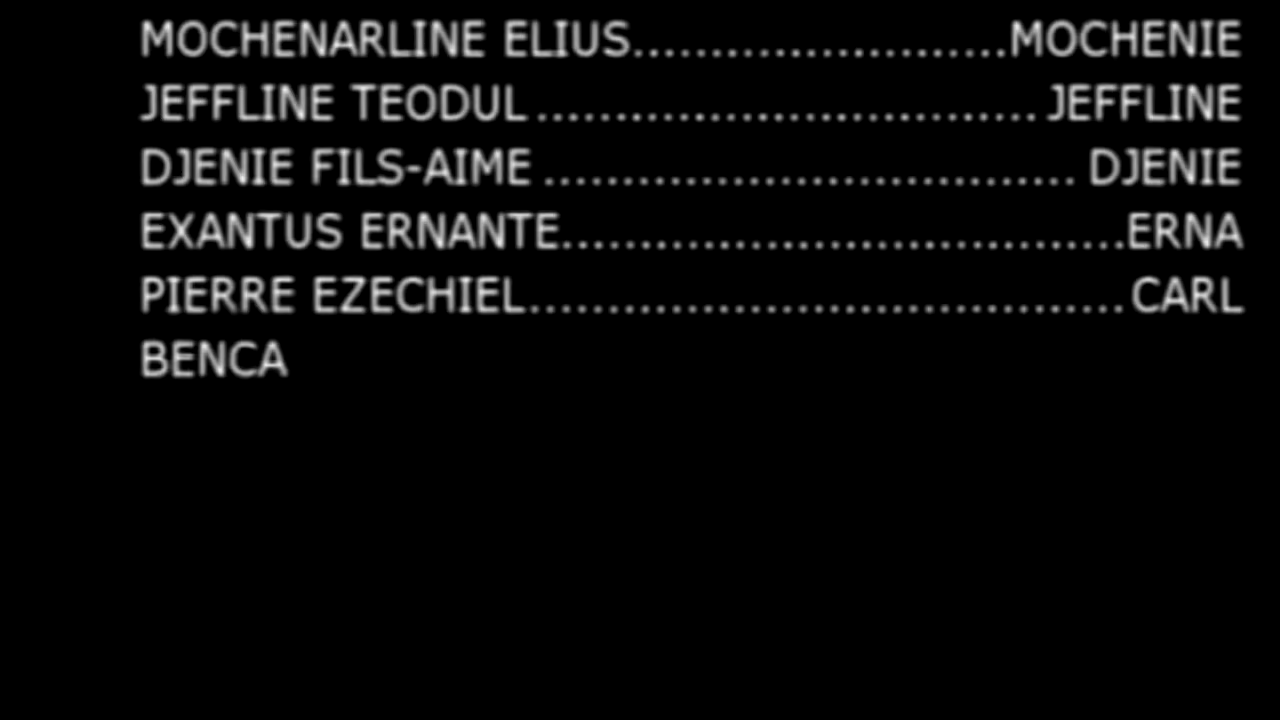 MOCHENARLINE ELIUS........................MOCHENIE
JEFFLINE TEODUL ................................ JEFFLINE
DJENIE FILS-AIME .................................. DJENIE
EXANTUS ERNANTE....................................ERNA
PIERRE EZECHIEL......................................CARL
BENCA